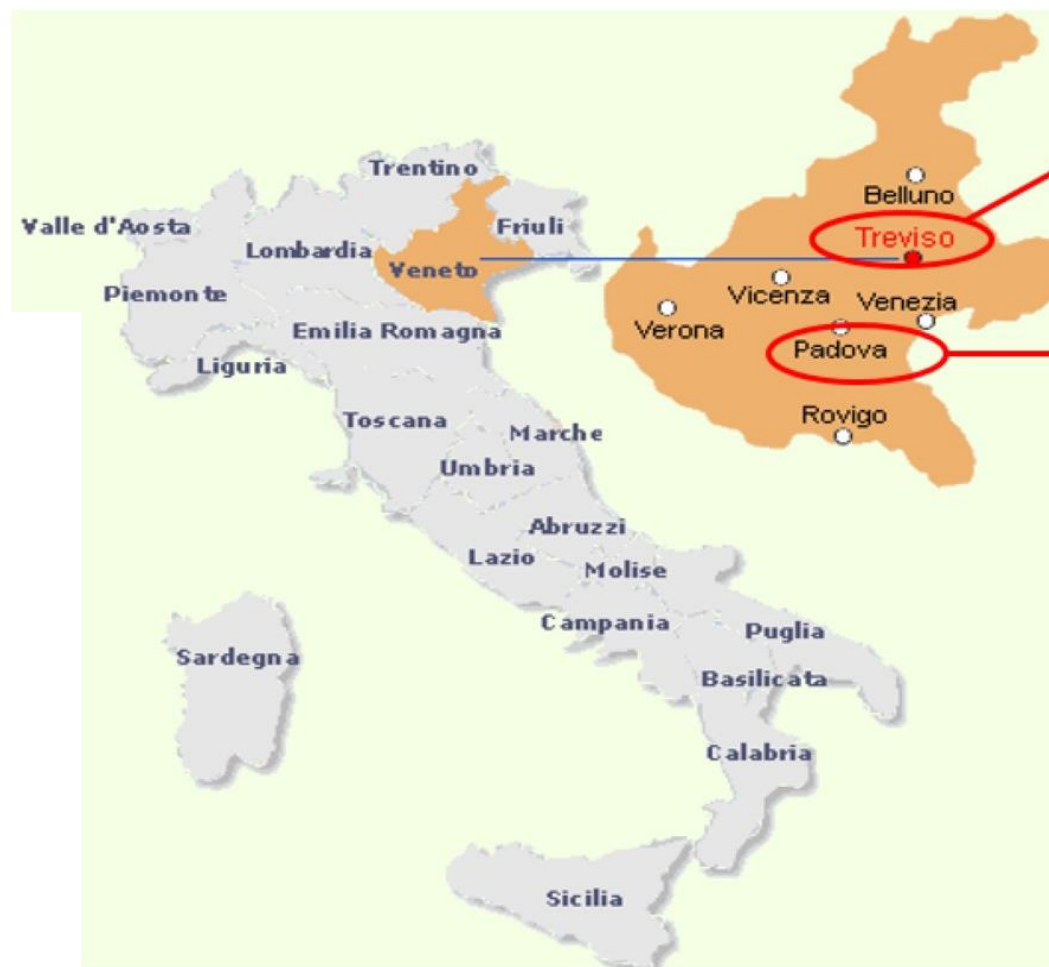 Trentino
Valle d'Aosta
Lombardia
Friuli
Veneto
Piemonte
Emilia Romagna
Liguria
Toscana
Marche
Umbria
Abruzzi
Lazio
Molise
Campania
Puglia
Sardegna
Basilicata
Calabria
Sicilia
Belluno
Treviso
Vicenza
Venezia
Verona
Padova
Rovigo